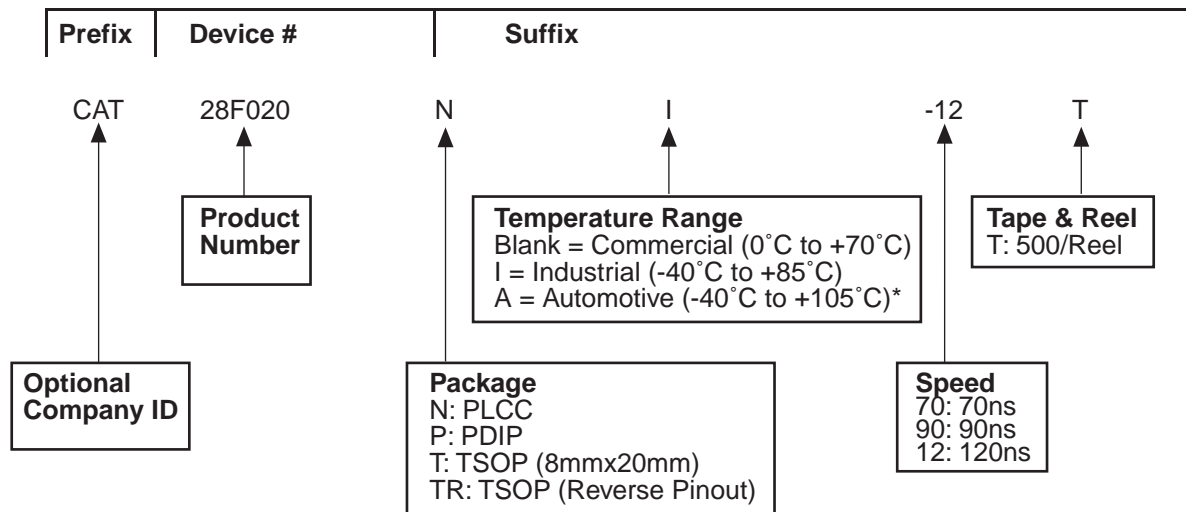 Prefix Device # Suffix
CAT 28F020 N I -12 T
Product
Number
Temperature Range
Blank = Commercial (0˚C to +70˚C)
I = Industrial (-40˚C to +85˚C)
A = Automotive (-40˚C to +105˚C)*
Tape & Reel
T: 500/Reel
Optional
Company ID
Package
N: PLCC
P: PDIP
T: TSOP (8mmx20mm)
TR: TSOP (Reverse Pinout)
Speed
70: 70ns
90: 90ns
12: 120ns